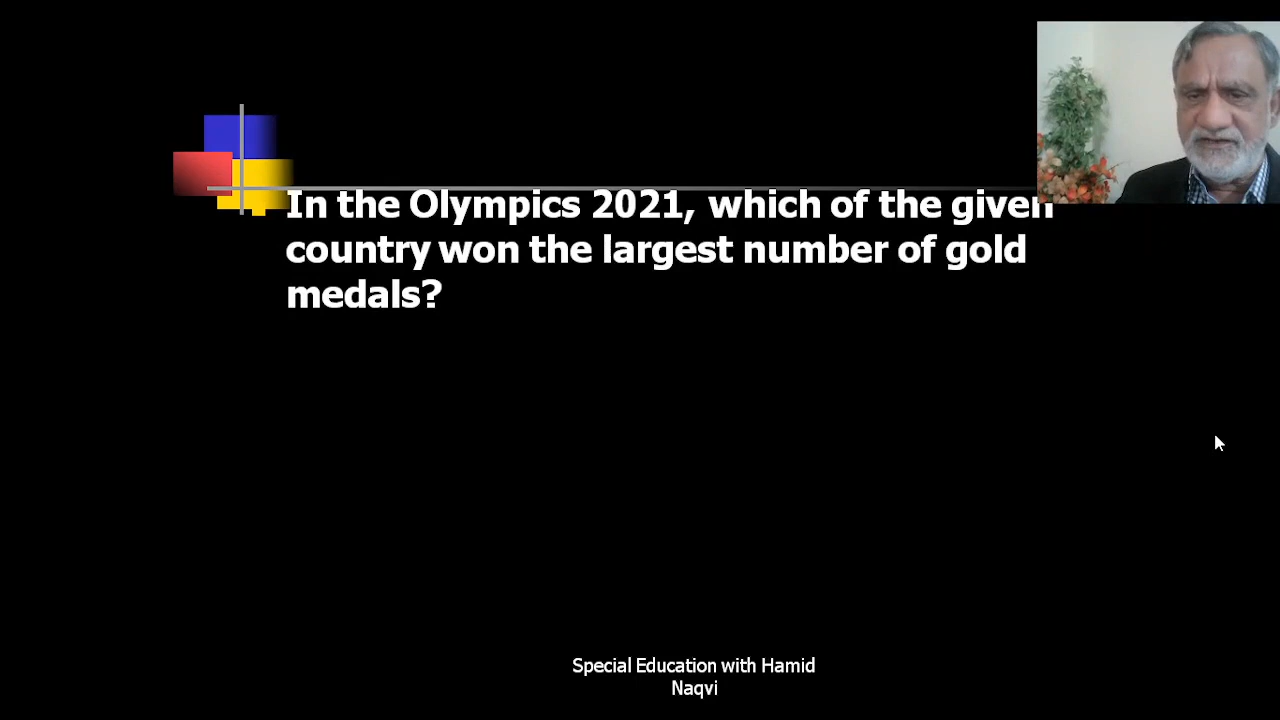 In the Olympics 2021, which of the given
country won the largest number of gold
medals?
Special Education with Hamid
Naqvi